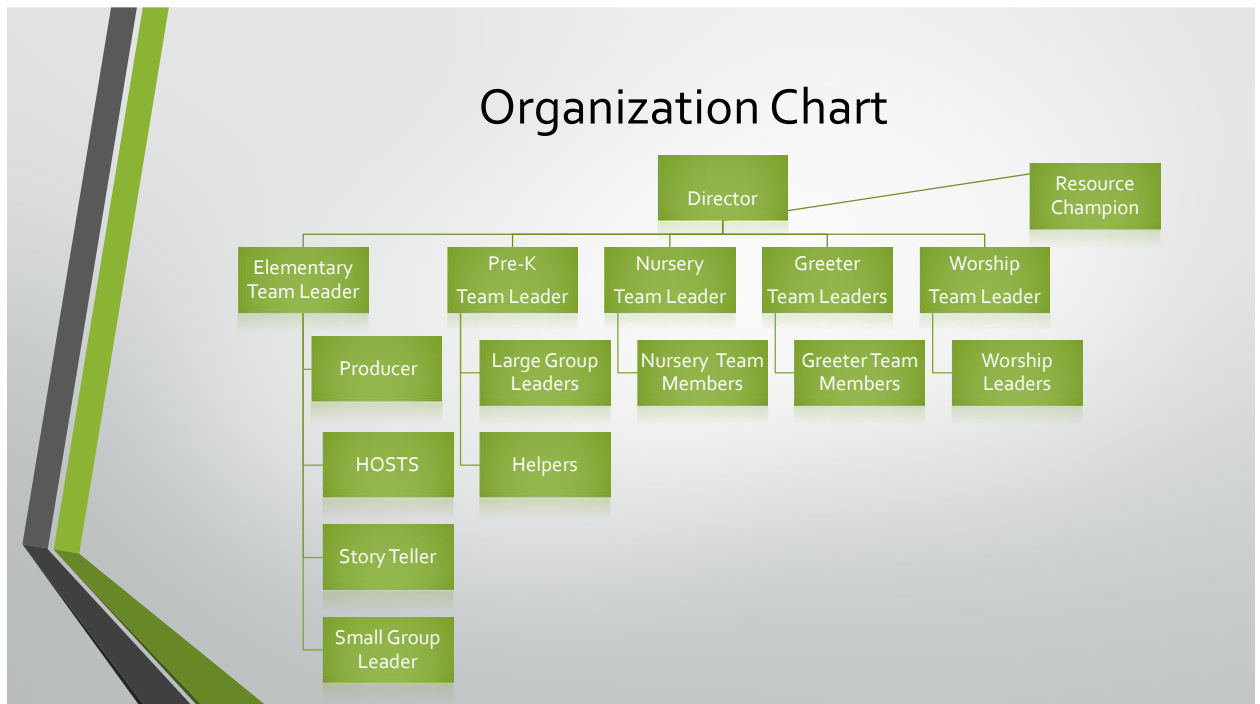 Organization Chart
Director
Resource
Champion
Elementary
Team Leader
Pre-K
Team Leader
Nursery
Team Leader
Greeter
Team Leaders
Worship
Team Leader
Producer
Large Group
Leaders
Nursery Team
Members
Greeter Team
Members
Worship
Leaders
HOSTS
Helpers
Story Teller
Small Group
Leader